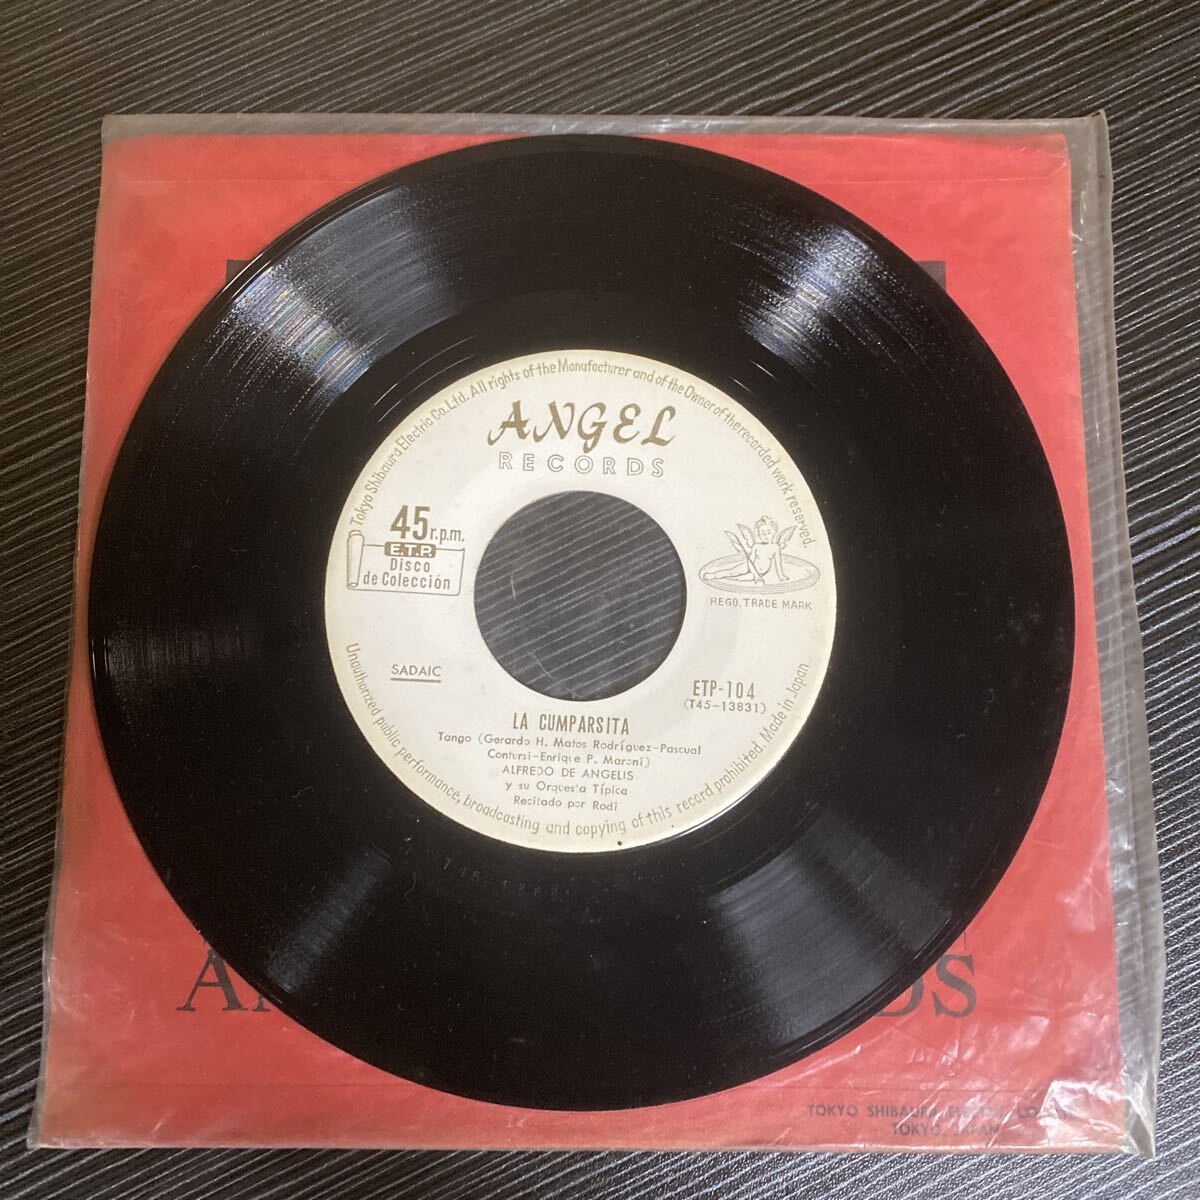 Tokyo Shibaura Electric Co. Ltd. All rights of the Manufacturer and of the Owner of the recorded work reserved.
ANGEL
RECORDS
45 r.p.m.
E.T.P.
Disco
de Colección
REGD. TRADE MARK
SADAIC
ETP-104
(T45-13831)
LA CUMPARSITA
Tango (Gerardo H. Matos Rodríguez-Pascual
Contursi-Enrique P. Maroni)
ALFREDO DE ANGELIS
y su Orquesta Típica
Recitado por Rodi
Unauthorized public performance, broadcasting and copying of this record prohibited. Made in Japan
TOKYO SHIBAURA ELECTRIC CO.
TOKYO, JAPAN